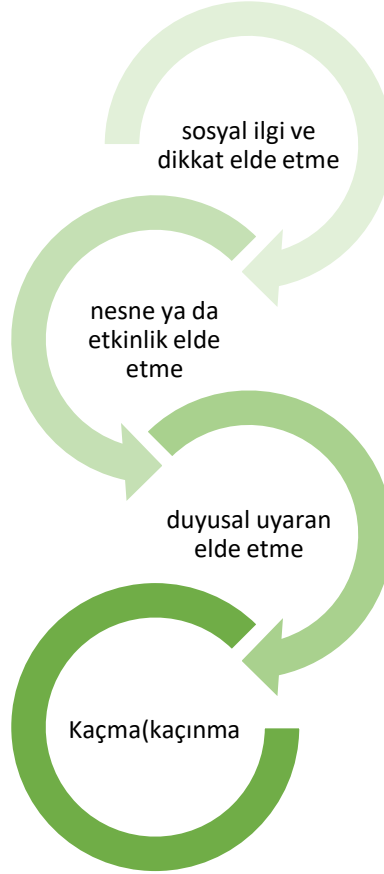 sosyal ilgi ve
dikkat elde etme
nesne ya da
etkinlik elde
etme
duyusal uyaran
elde etme
Kaçma(kaçınma